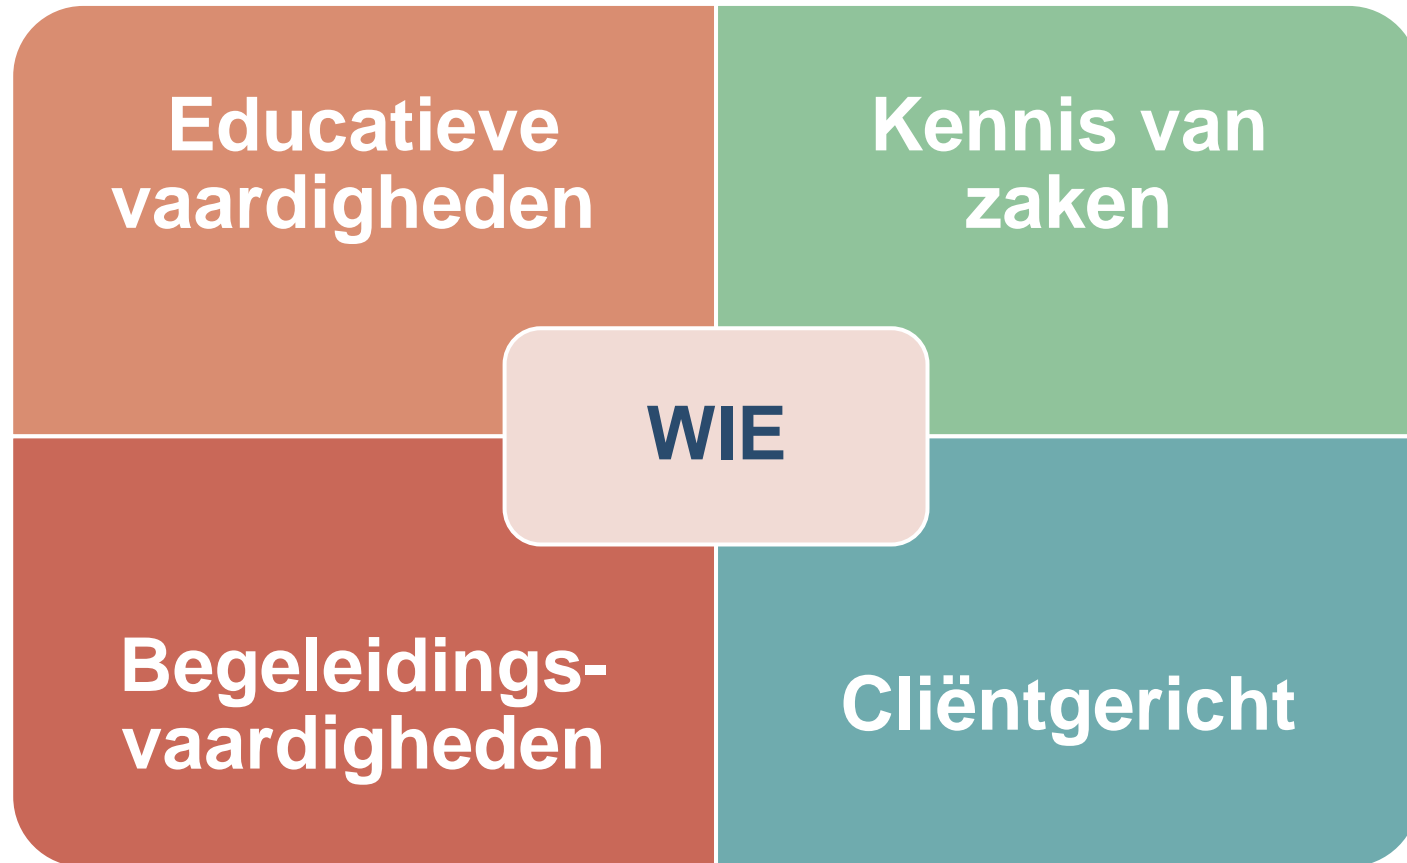 Educatieve
vaardigheden
Kennis van
zaken
WIE
Begeleidings-
vaardigheden
Cliëntgericht